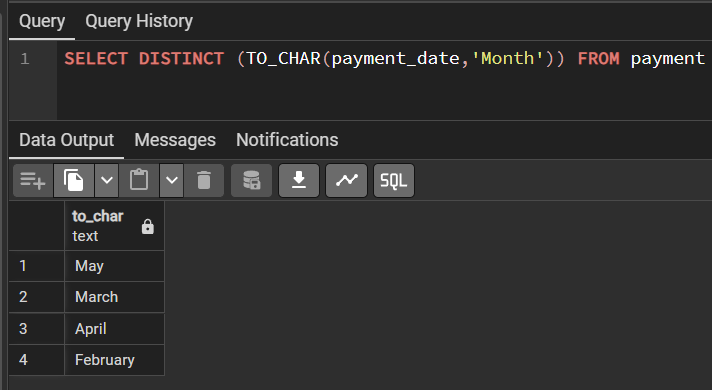 Query Query History
1 SELECT DISTINCT (TO_CHAR(payment_date,'Month')) FROM payment
Data Output Messages Notifications
SQL
to_char
text
1 May
2 March
3 April
4 February